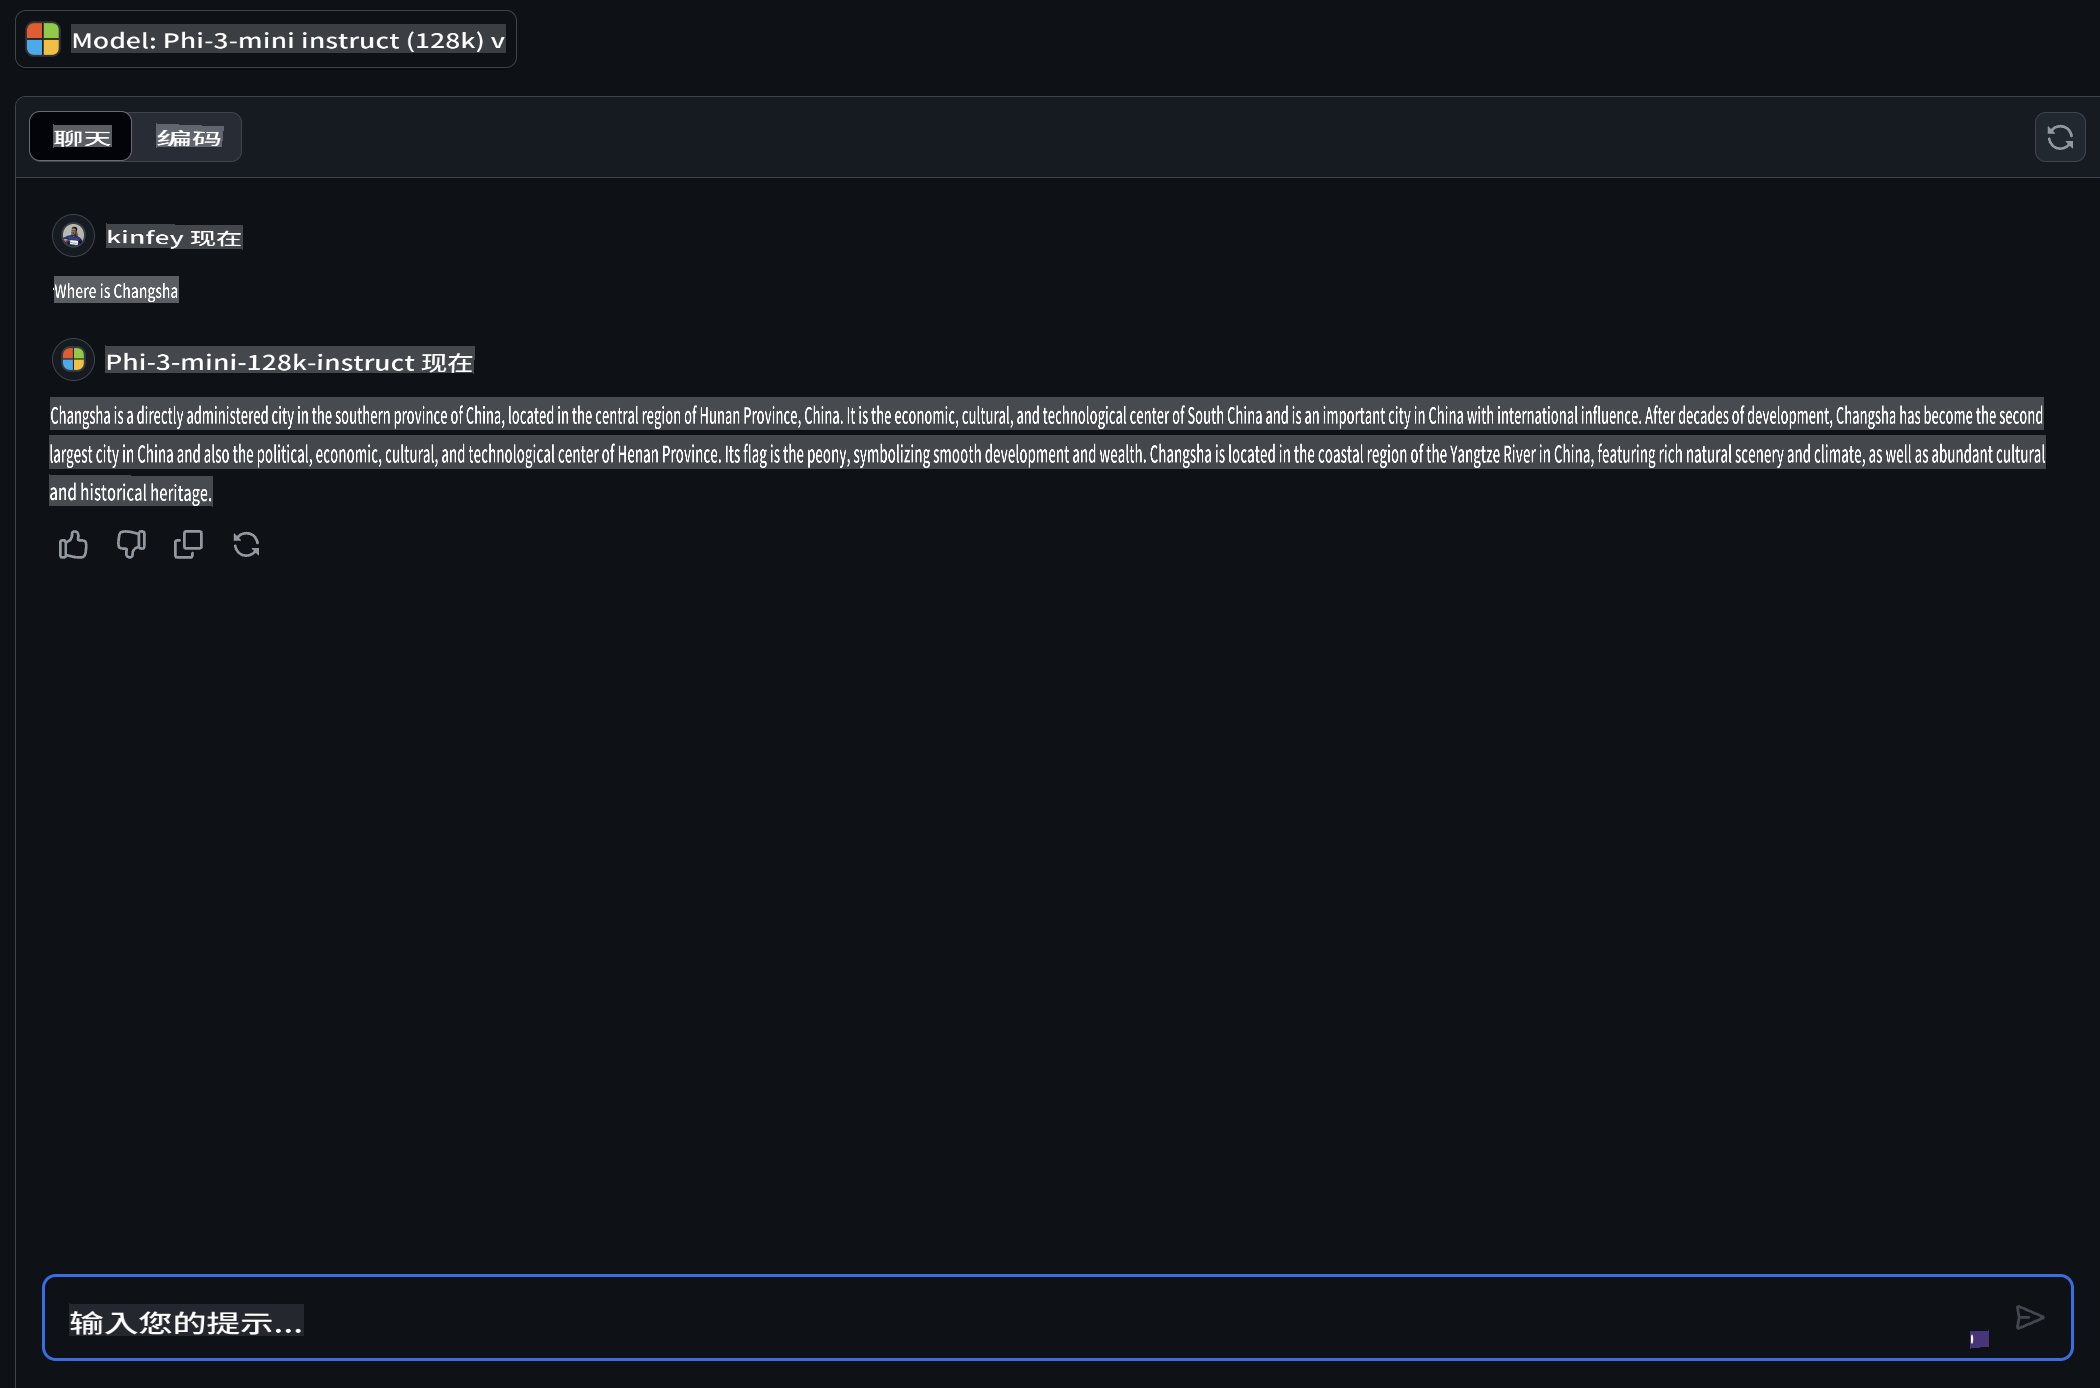 Model: Phi-3-mini instruct (128k) v
聊天 编码
kinfey 现在
Where is Changsha
Phi-3-mini-128k-instruct 现在
Changsha is a directly administered city in the southern province of China, located in the central region of Hunan Province, China. It is the economic, cultural, and technological center of South China and is an important city in China with international influence. After decades of development, Changsha has become the second
largest city in China and also the political, economic, cultural, and technological center of Henan Province. Its flag is the peony, symbolizing smooth development and wealth. Changsha is located in the coastal region of the Yangtze River in China, featuring rich natural scenery and climate, as well as abundant cultural
and historical heritage.
输入您的提示...